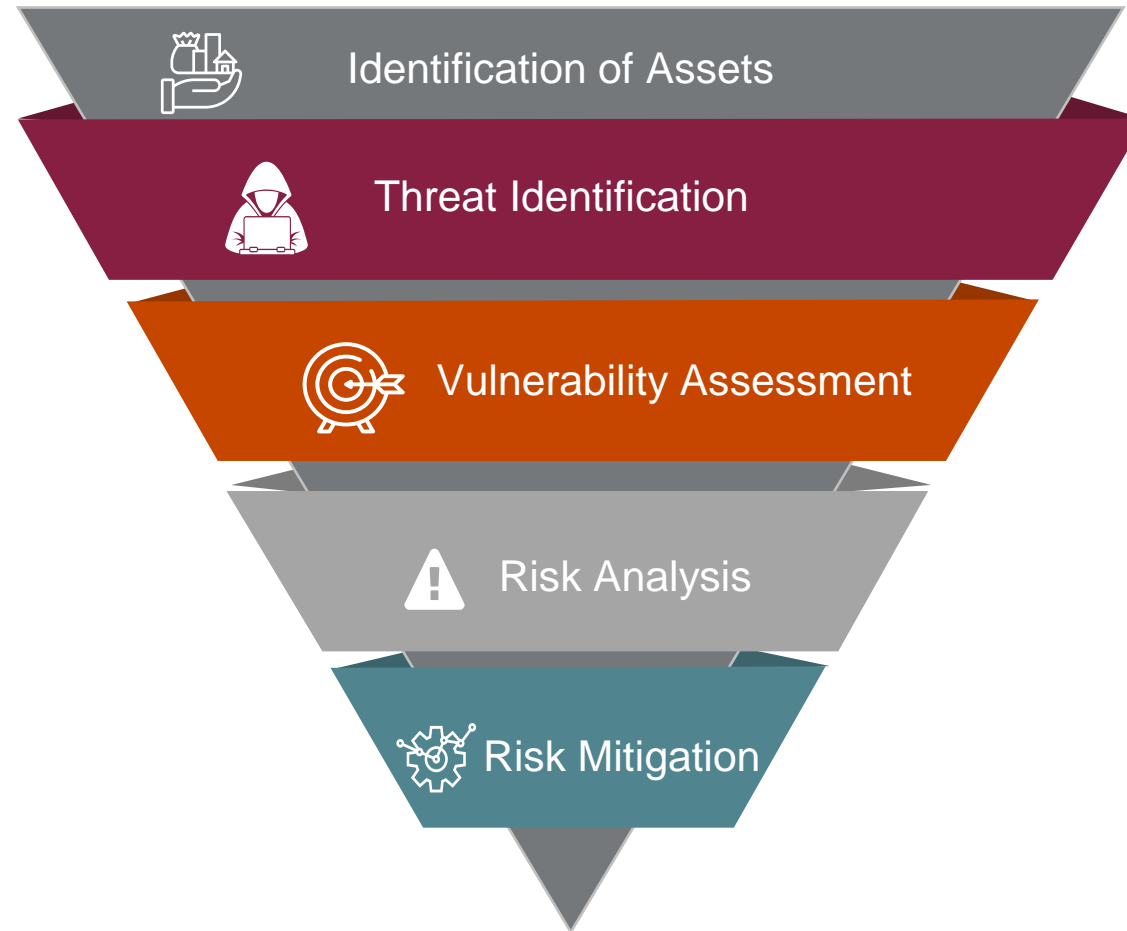 Identification of Assets
Threat Identification
Vulnerability Assessment
Risk Analysis
Risk Mitigation